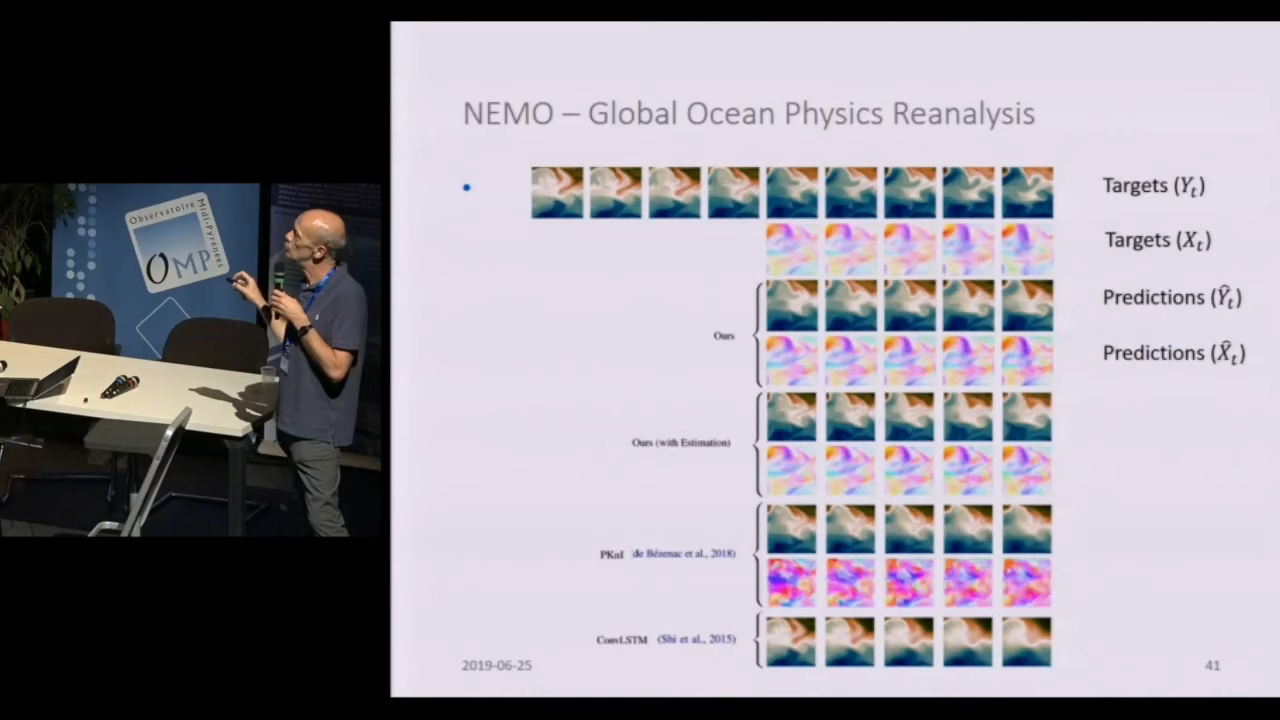 Observatoire Midi-Pyrénées
OMP
NEMO – Global Ocean Physics Reanalysis
Targets (Yₜ)
Targets (Xₜ)
Predictions (Ŷₜ)
Ours
Predictions (X̂ₜ)
Ours (with Estimation)
PKnI (de Bézenac et al., 2018)
ConvLSTM (Shi et al., 2015)
2019-06-25
41